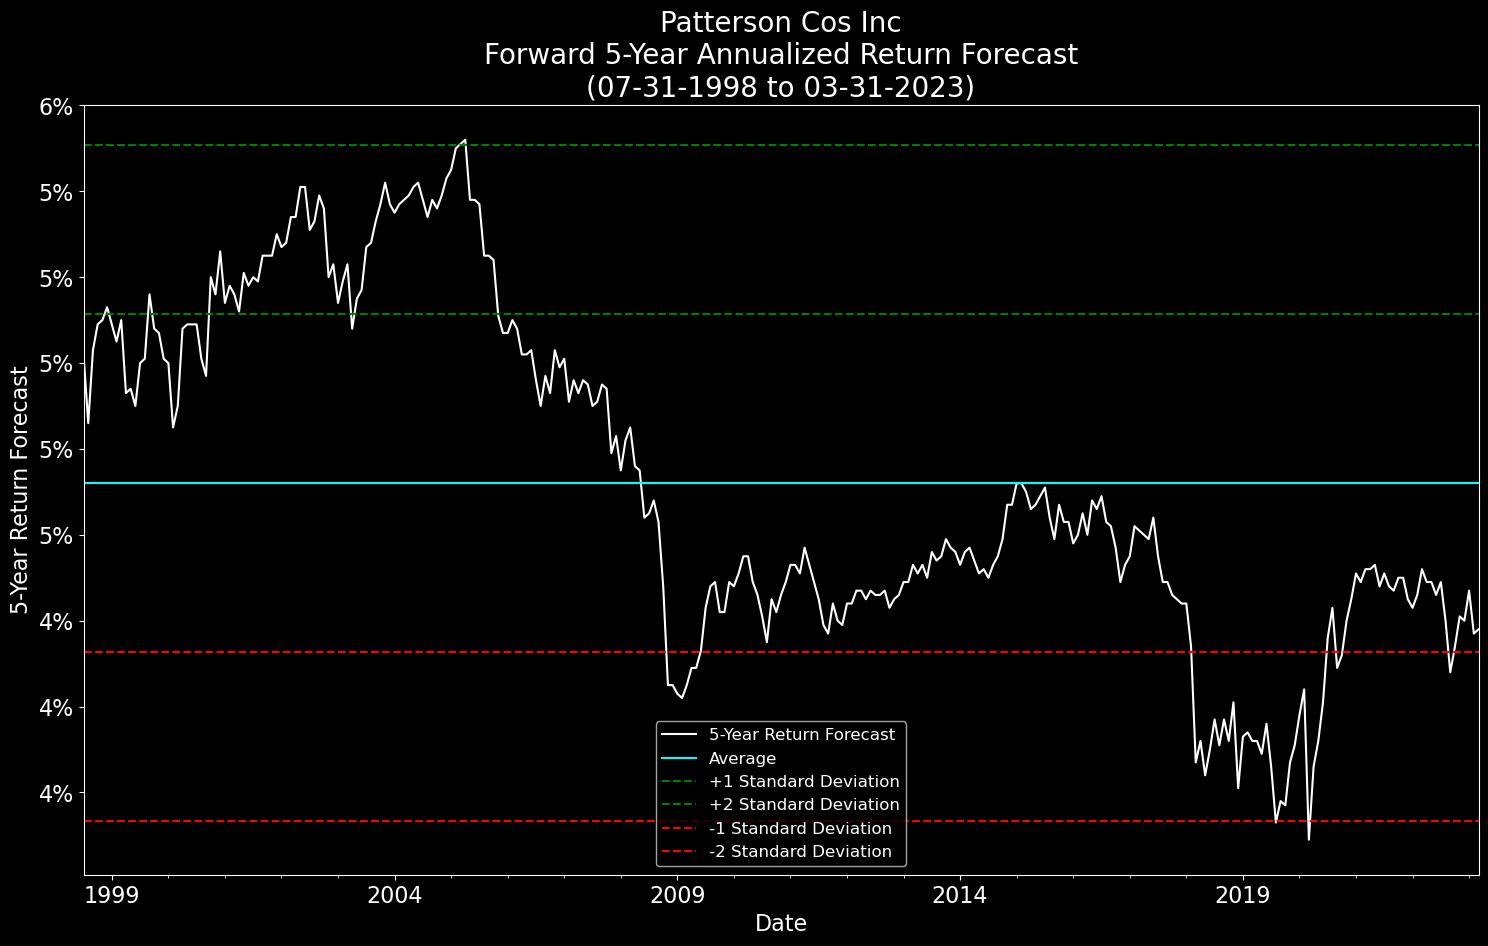 Patterson Cos Inc
Forward 5-Year Annualized Return Forecast
(07-31-1998 to 03-31-2023)
6%
5%
5%
5%
5%
5%
4%
4%
4%
5-Year Return Forecast
5-Year Return Forecast
Average
+1 Standard Deviation
+2 Standard Deviation
-1 Standard Deviation
-2 Standard Deviation
1999 2004 2009 2014 2019
Date